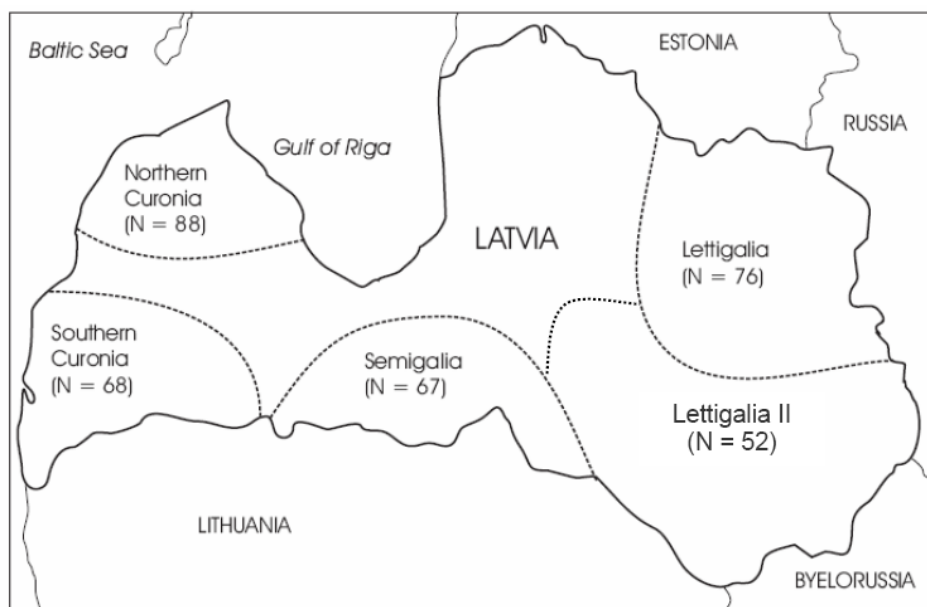 Baltic Sea
ESTONIA
RUSSIA
Gulf of Riga
Northern
Curonia
(N = 88)
LATVIA
Lettigalia
(N = 76)
Southern
Curonia
(N = 68)
Semigalia
(N = 67)
Lettigalia II
(N = 52)
LITHUANIA
BYELORUSSIA